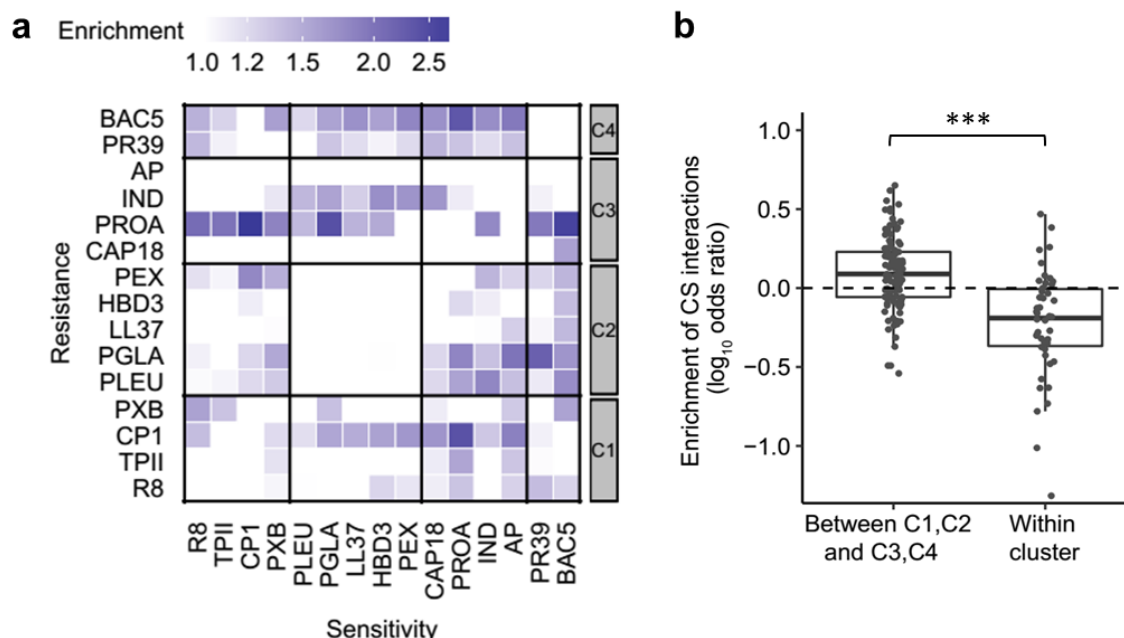 a
Enrichment
1.0 1.2 1.5 2.0 2.5
BAC5
PR39
AP
IND
PROA
CAP18
PEX
HBD3
LL37
PGLA
PLEU
PXB
CP1
TPII
R8
Resistance
C4
C3
C2
C1
R8 TPII CP1 PXB PLEU PGLA LL37 HBD3 PEX CAP18 PROA IND AP PR39 BAC5
Sensitivity
b
***
1.0
0.5
0.0
−0.5
−1.0
Enrichment of CS interactions
(log₁₀ odds ratio)
Between C1,C2
and C3,C4
Within
cluster